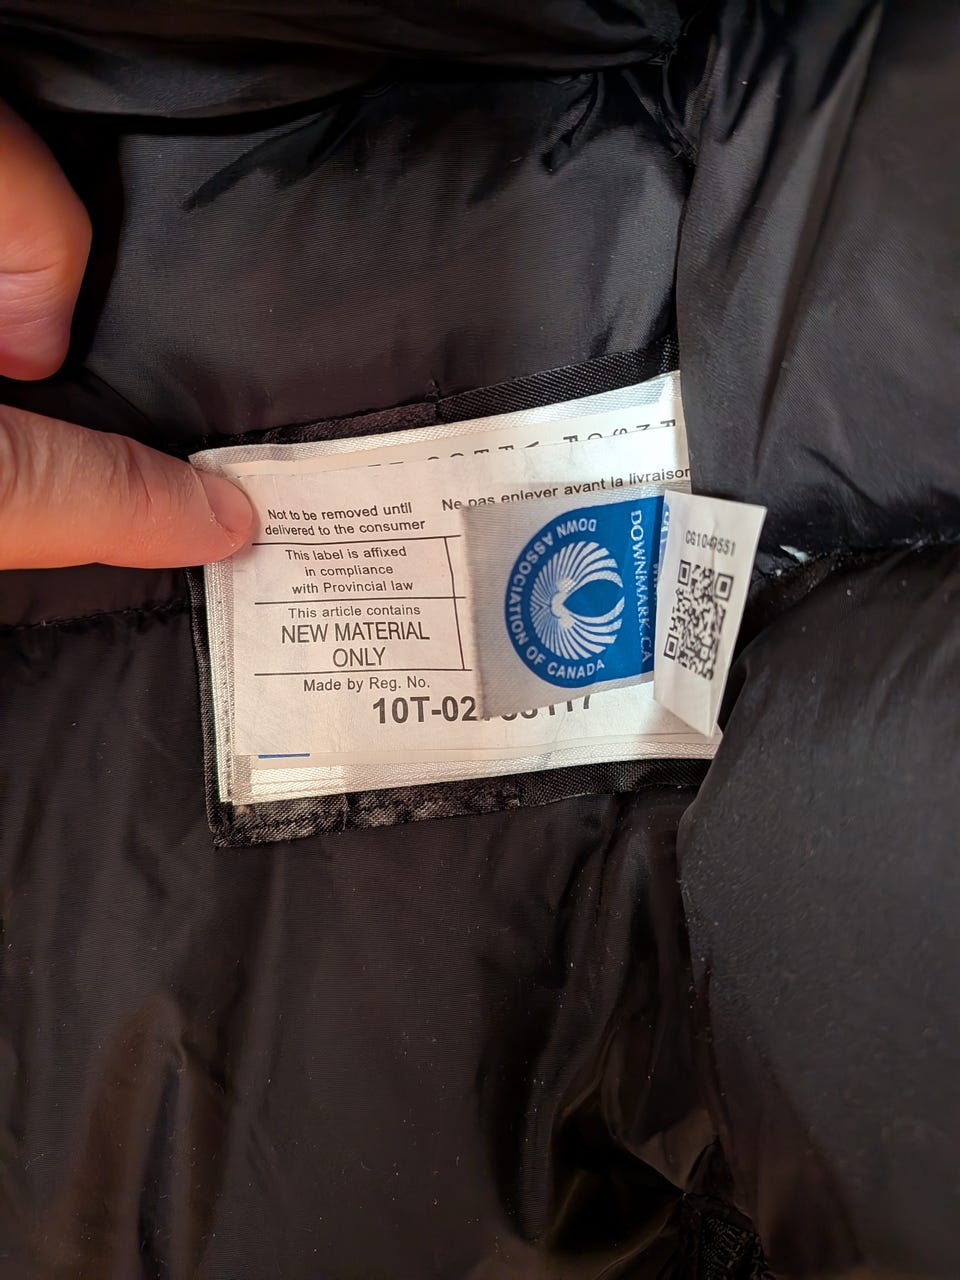 Ne pas enlever avant la livraison
Not to be removed until
delivered to the consumer
This label is affixed
in compliance
with Provincial law
This article contains
NEW MATERIAL
ONLY
Made by Reg. No.
10T-02
DOWN ASSOCIATION OF CANADA
DOWNMARK.CA